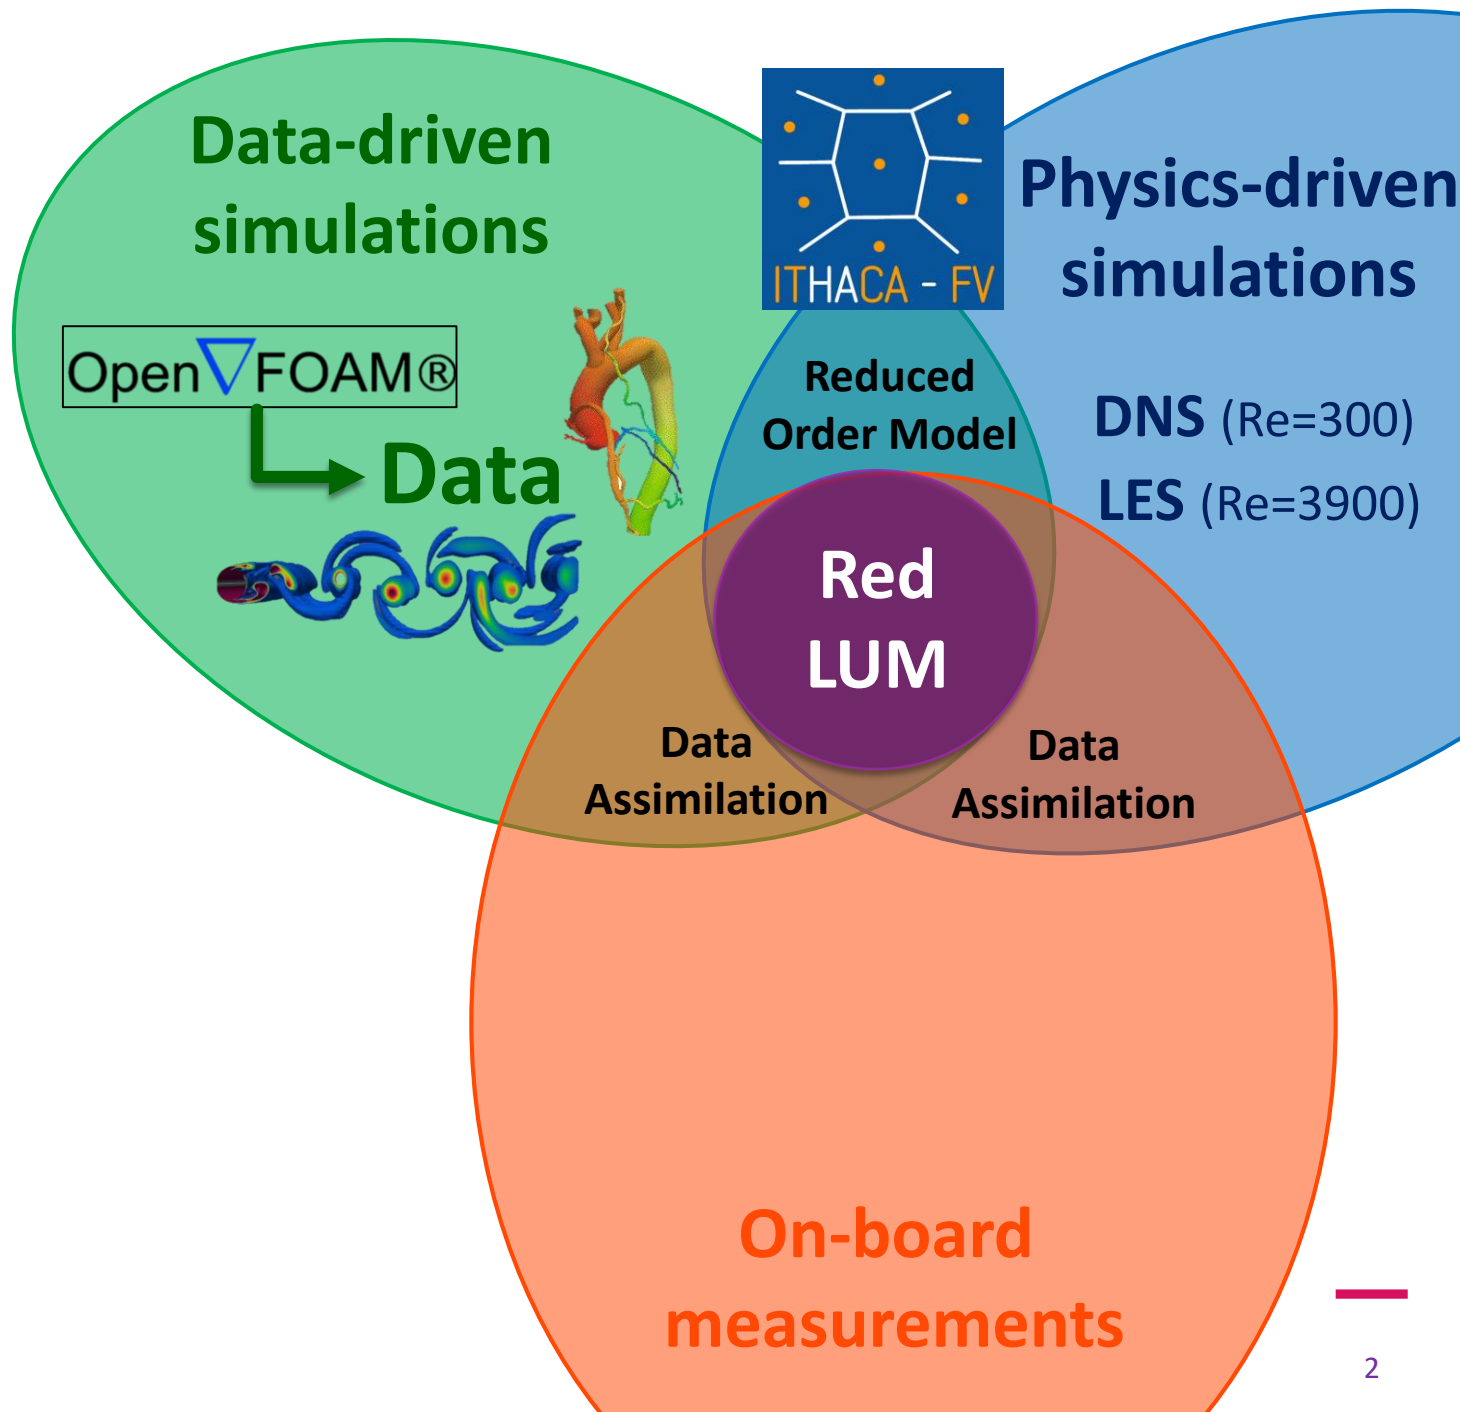 Data-driven
simulations
OpenFOAM®
Data
ITHACA - FV
Physics-driven
simulations
DNS (Re=300)
LES (Re=3900)
Reduced
Order Model
Red
LUM
Data
Assimilation
Data
Assimilation
On-board
measurements
2